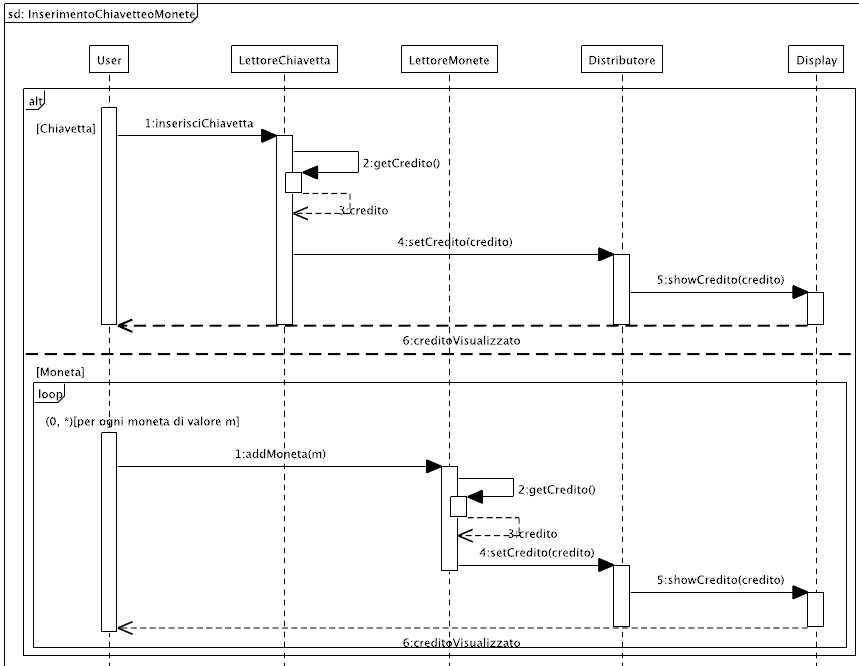 sd: InserimentoChiavetteoMonete
User
LettoreChiavetta
LettoreMonete
Distributore
Display
alt
[Chiavetta]
1:inserisciChiavetta
2:getCredito()
3:credito
4:setCredito(credito)
5:showCredito(credito)
6:creditoVisualizzato
[Moneta]
loop
(0, *)[per ogni moneta di valore m]
1:addMoneta(m)
2:getCredito()
3:credito
4:setCredito(credito)
5:showCredito(credito)
6:creditoVisualizzato